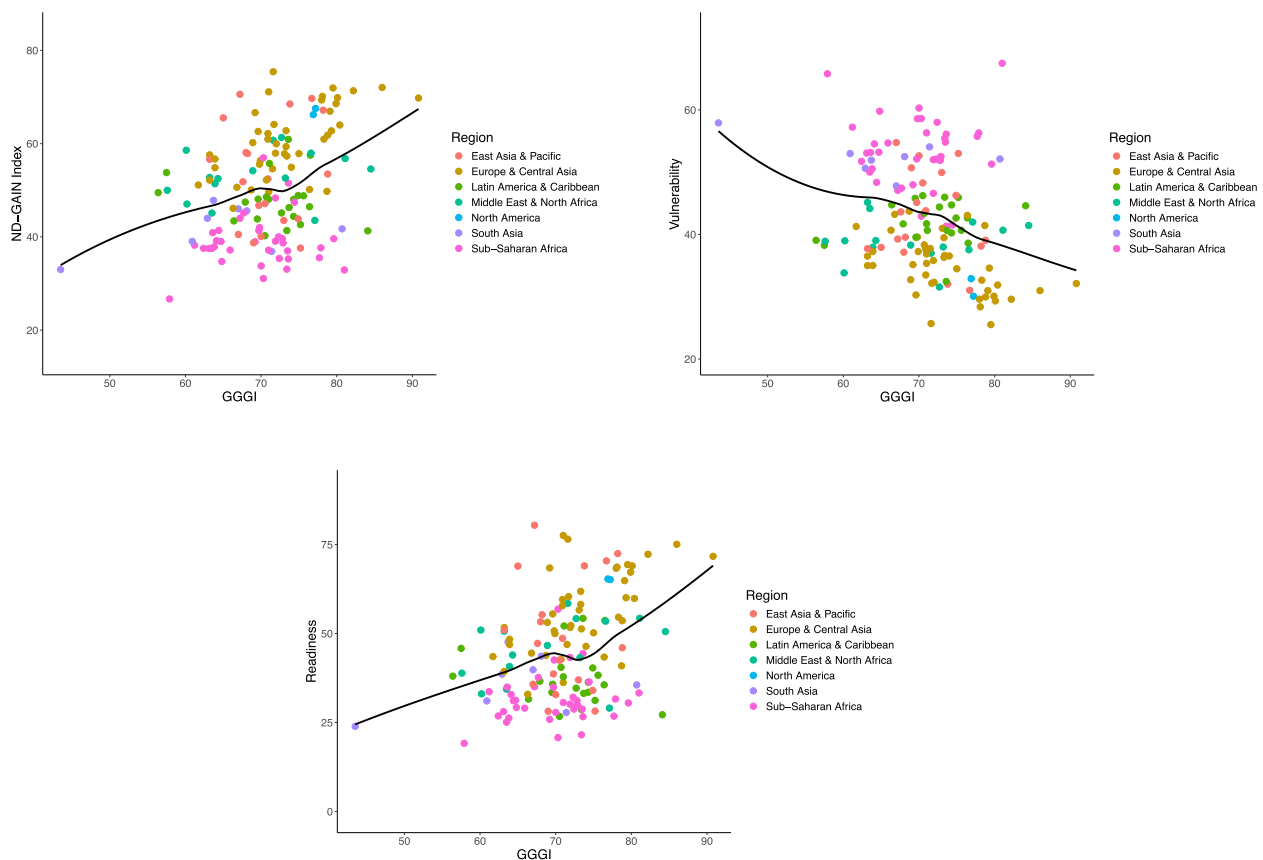 ND−GAIN Index
80
60
40
20
50 60 70 80 90
GGGI
Region
East Asia & Pacific
Europe & Central Asia
Latin America & Caribbean
Middle East & North Africa
North America
South Asia
Sub−Saharan Africa
Vulnerability
60
40
20
50 60 70 80 90
GGGI
Region
East Asia & Pacific
Europe & Central Asia
Latin America & Caribbean
Middle East & North Africa
North America
South Asia
Sub−Saharan Africa
Readiness
75
50
25
0
50 60 70 80 90
GGGI
Region
East Asia & Pacific
Europe & Central Asia
Latin America & Caribbean
Middle East & North Africa
North America
South Asia
Sub−Saharan Africa